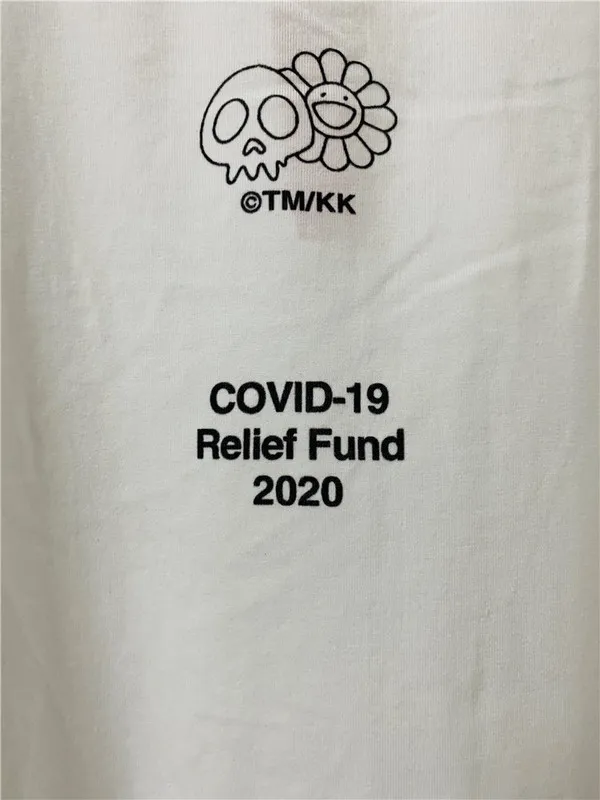 ©TM/KK
COVID-19
Relief Fund
2020